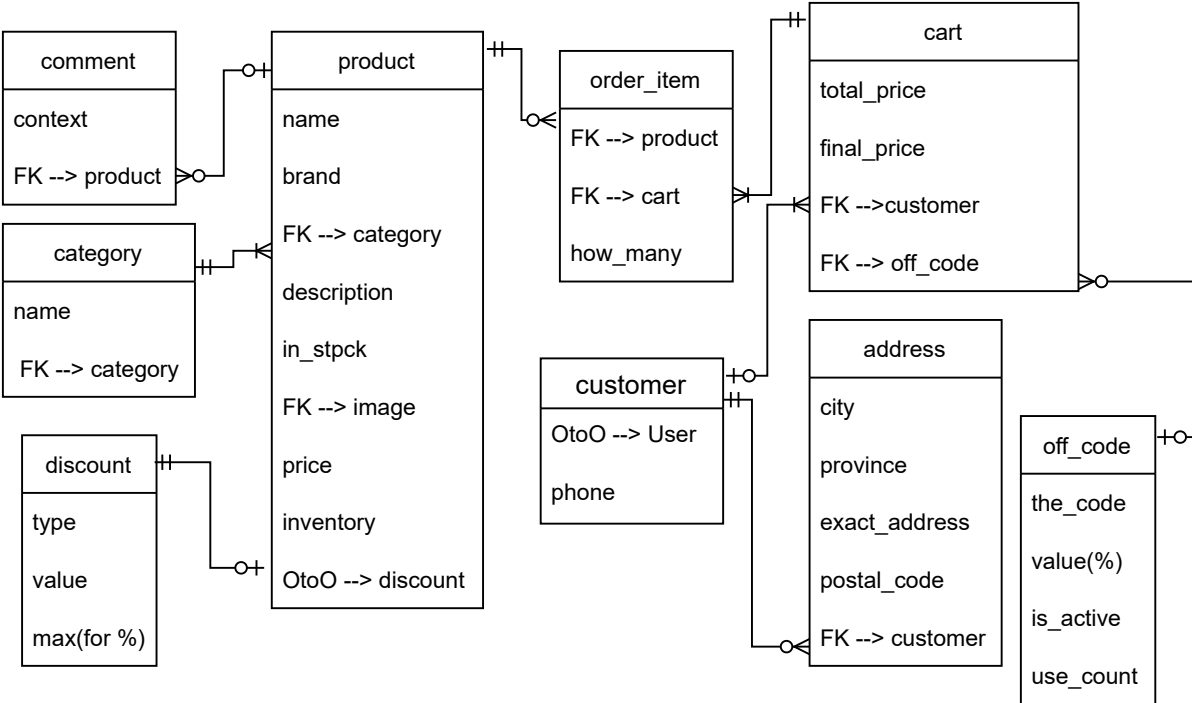 comment
context
FK --> product
category
name
FK --> category
discount
type
value
max(for %)
product
name
brand
FK --> category
description
in_stpck
FK --> image
price
inventory
OtoO --> discount
order_item
FK --> product
FK --> cart
how_many
customer
OtoO --> User
phone
cart
total_price
final_price
FK -->customer
FK --> off_code
address
city
province
exact_address
postal_code
FK --> customer
off_code
the_code
value(%)
is_active
use_count